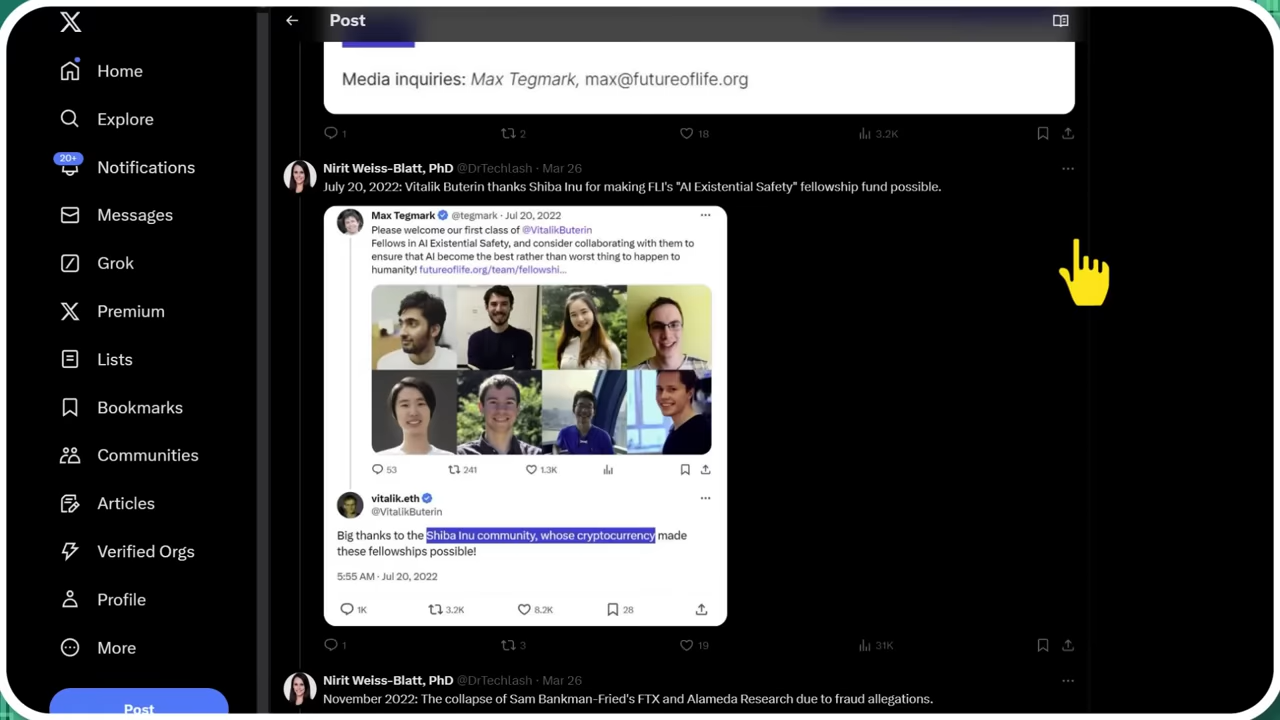 Post
Home
Explore
20+
Notifications
Messages
Grok
Premium
Lists
Bookmarks
Communities
Articles
Verified Orgs
Profile
More
Post
Media inquiries: Max Tegmark, max@futureoflife.org
1 2 18 3.2K
Nirit Weiss-Blatt, PhD @DrTechlash · Mar 26
July 20, 2022: Vitalik Buterin thanks Shiba Inu for making FLI's "AI Existential Safety" fellowship fund possible.
Max Tegmark @tegmark · Jul 20, 2022
Please welcome our first class of @VitalikButerin
Fellows in AI Existential Safety, and consider collaborating with them to
ensure that AI become the best rather than worst thing to happen to
humanity! futureoflife.org/team/fellowshi...
53 241 1.3K
vitalik.eth
@VitalikButerin
Big thanks to the Shiba Inu community, whose cryptocurrency made
these fellowships possible!
5:55 AM · Jul 20, 2022
1K 3.2K 8.2K 28
1 3 19 31K
Nirit Weiss-Blatt, PhD @DrTechlash · Mar 26
November 2022: The collapse of Sam Bankman-Fried's FTX and Alameda Research due to fraud allegations.